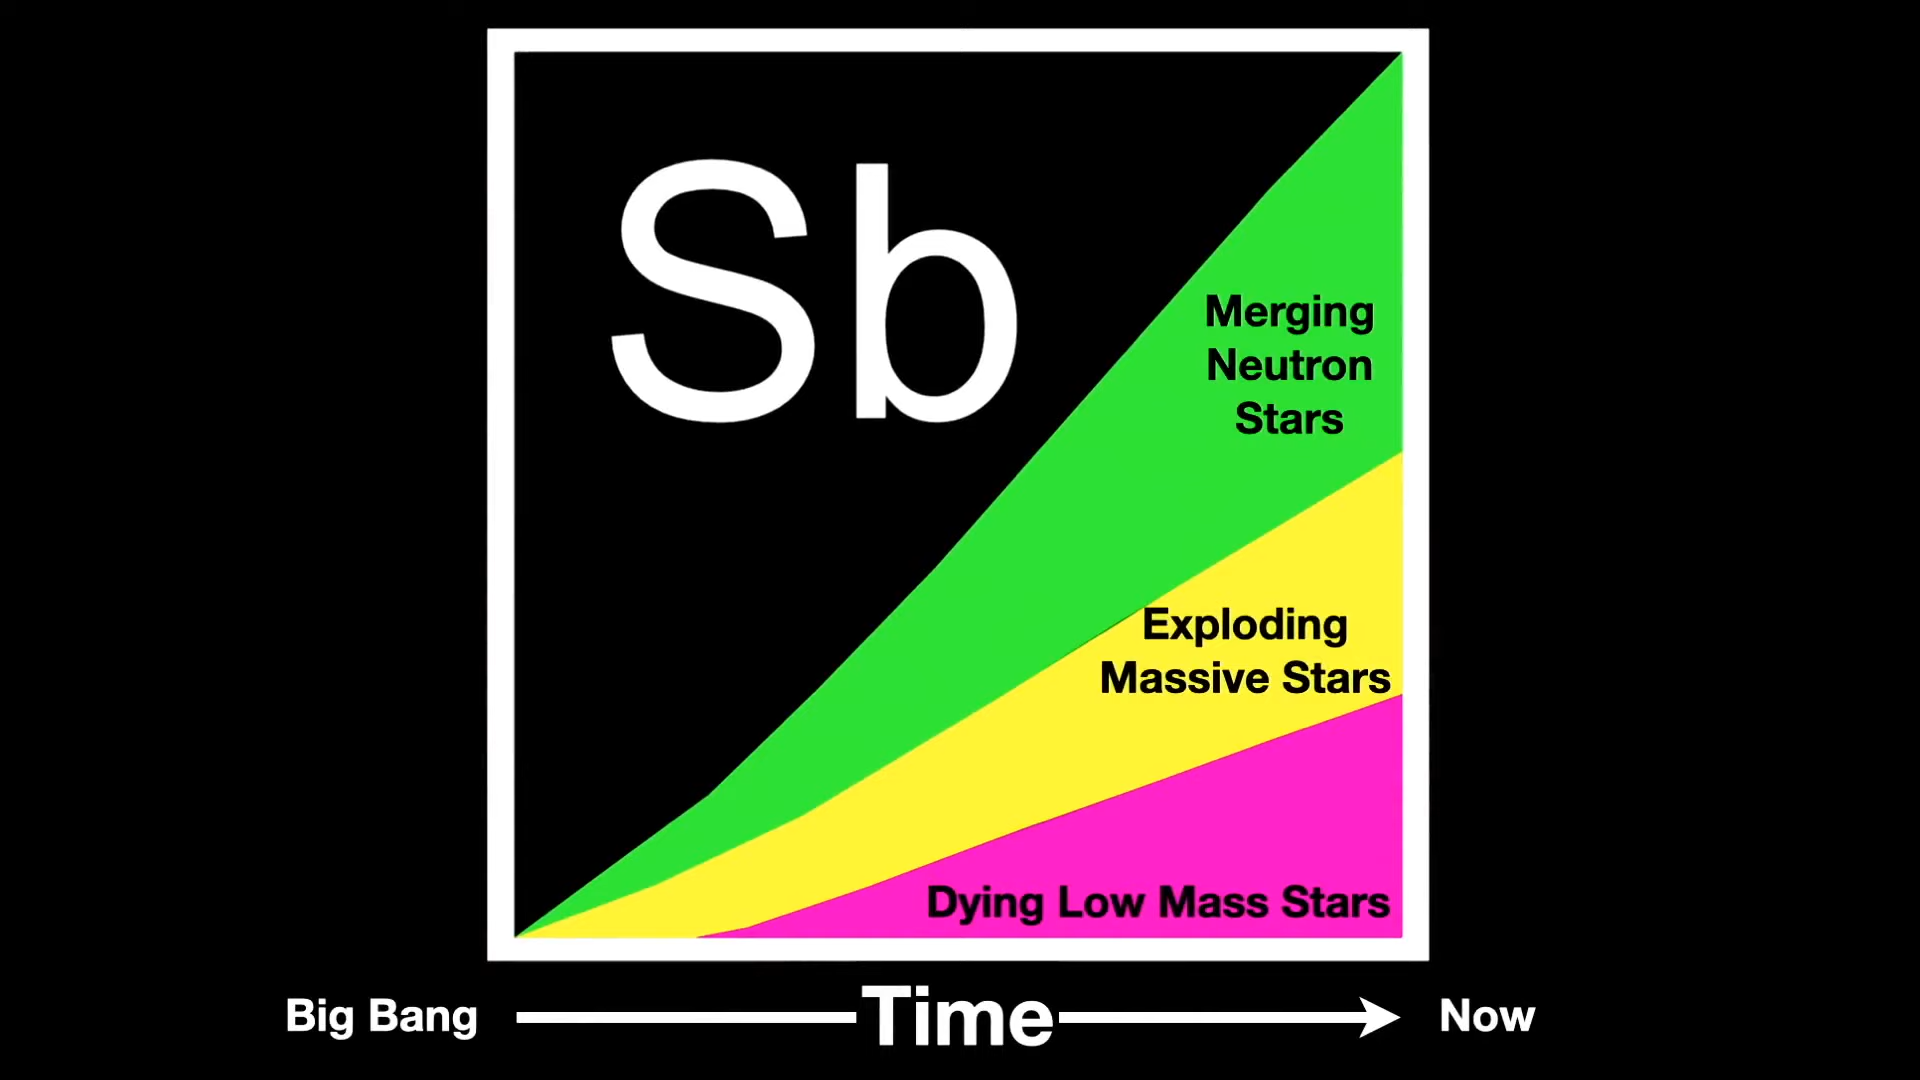 Sb
Merging
Neutron
Stars
Exploding
Massive Stars
Dying Low Mass Stars
Big Bang Time Now